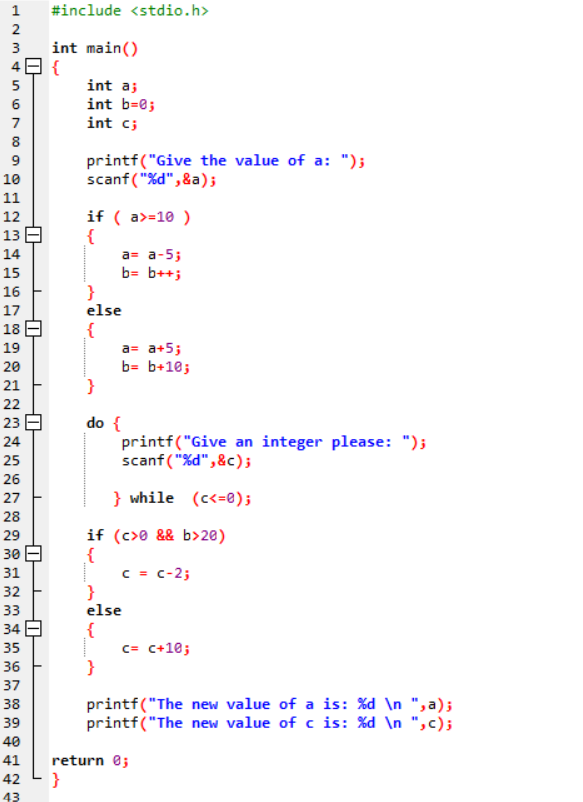 1 #include <stdio.h>
2
3 int main()
4 {
5 int a;
6 int b=0;
7 int c;
8
9 printf("Give the value of a: ");
10 scanf("%d",&a);
11
12 if ( a>=10 )
13 {
14 a= a-5;
15 b= b++;
16 }
17 else
18 {
19 a= a+5;
20 b= b+10;
21 }
22
23 do {
24 printf("Give an integer please: ");
25 scanf("%d",&c);
26
27 } while (c<=0);
28
29 if (c>0 && b>20)
30 {
31 c = c-2;
32 }
33 else
34 {
35 c= c+10;
36 }
37
38 printf("The new value of a is: %d \n ",a);
39 printf("The new value of c is: %d \n ",c);
40
41 return 0;
42 }
43